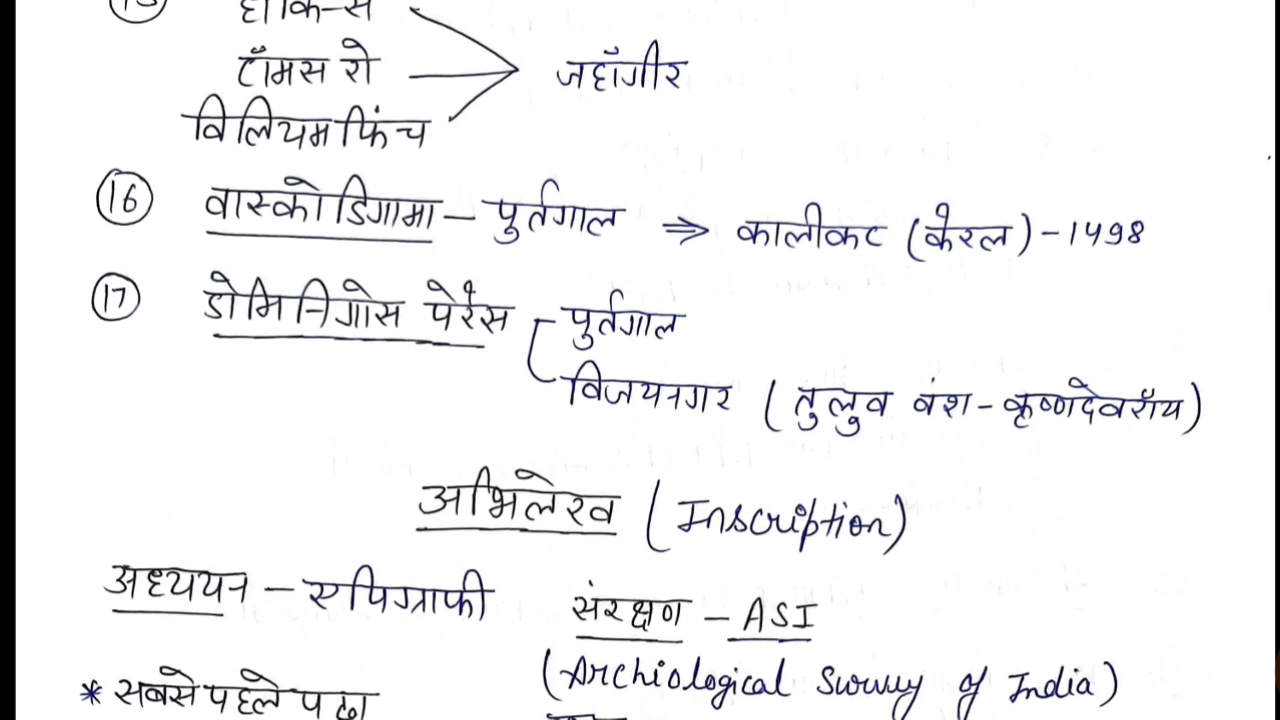 हॉकिन्स
टॉमस रो — जहाँगीर
विलियम फिंच
(16) वास्को डिगामा – पुर्तगाल ⇒ कालीकट (केरल) – 1498
(17) डोमिनिगोस पेरेस
पुर्तगाल
विजयनगर (तुलुव वंश – कृष्णदेवरॉय)
अभिलेख (Inscription)
अध्ययन – एपिग्राफी
संरक्षण – ASI
(Archiological Survey of India)
* सबसे पहले पढा